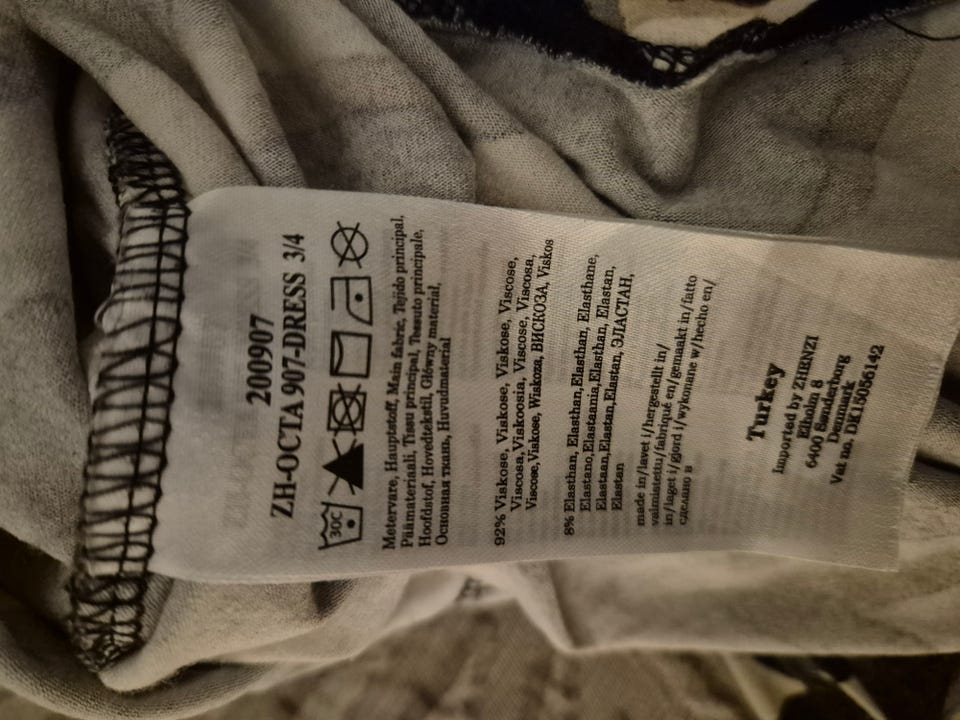 200907
ZH-OCTA 907-DRESS 3/4
30C
Metervare, Hauptstoff, Main fabric, Tejido principal,
Päämateriali, Tissu principal, Tessuto principale,
Hoofdstof, Hovedtekstil, Główny material,
Основная ткань, Huvudmaterial
92% Viskose, Viskose, Viskose, Viscose,
Viscosa, Viskoosia, Viscose, Viscosa,
Viscose, Viskose, Wiskoza, ВИСКОЗА, Viskos
8% Elasthan, Elasthan, Elasthan, Elasthane,
Elastano, Elastaania, Elasthan, Elastan,
Elastaan, Elastan, Elastan, ЭЛАСТАН,
Elastan
made in/lavet i/hergestellt in/
valmistettu/fabriqué en/gemaakt in/fatto
in/laget i/gjord i/wykonane w/hecho en/
сделано в
Turkey
Imported by ZHENZI
Elholm 8
6400 Sønderborg
Denmark
Vat no. DK15056142